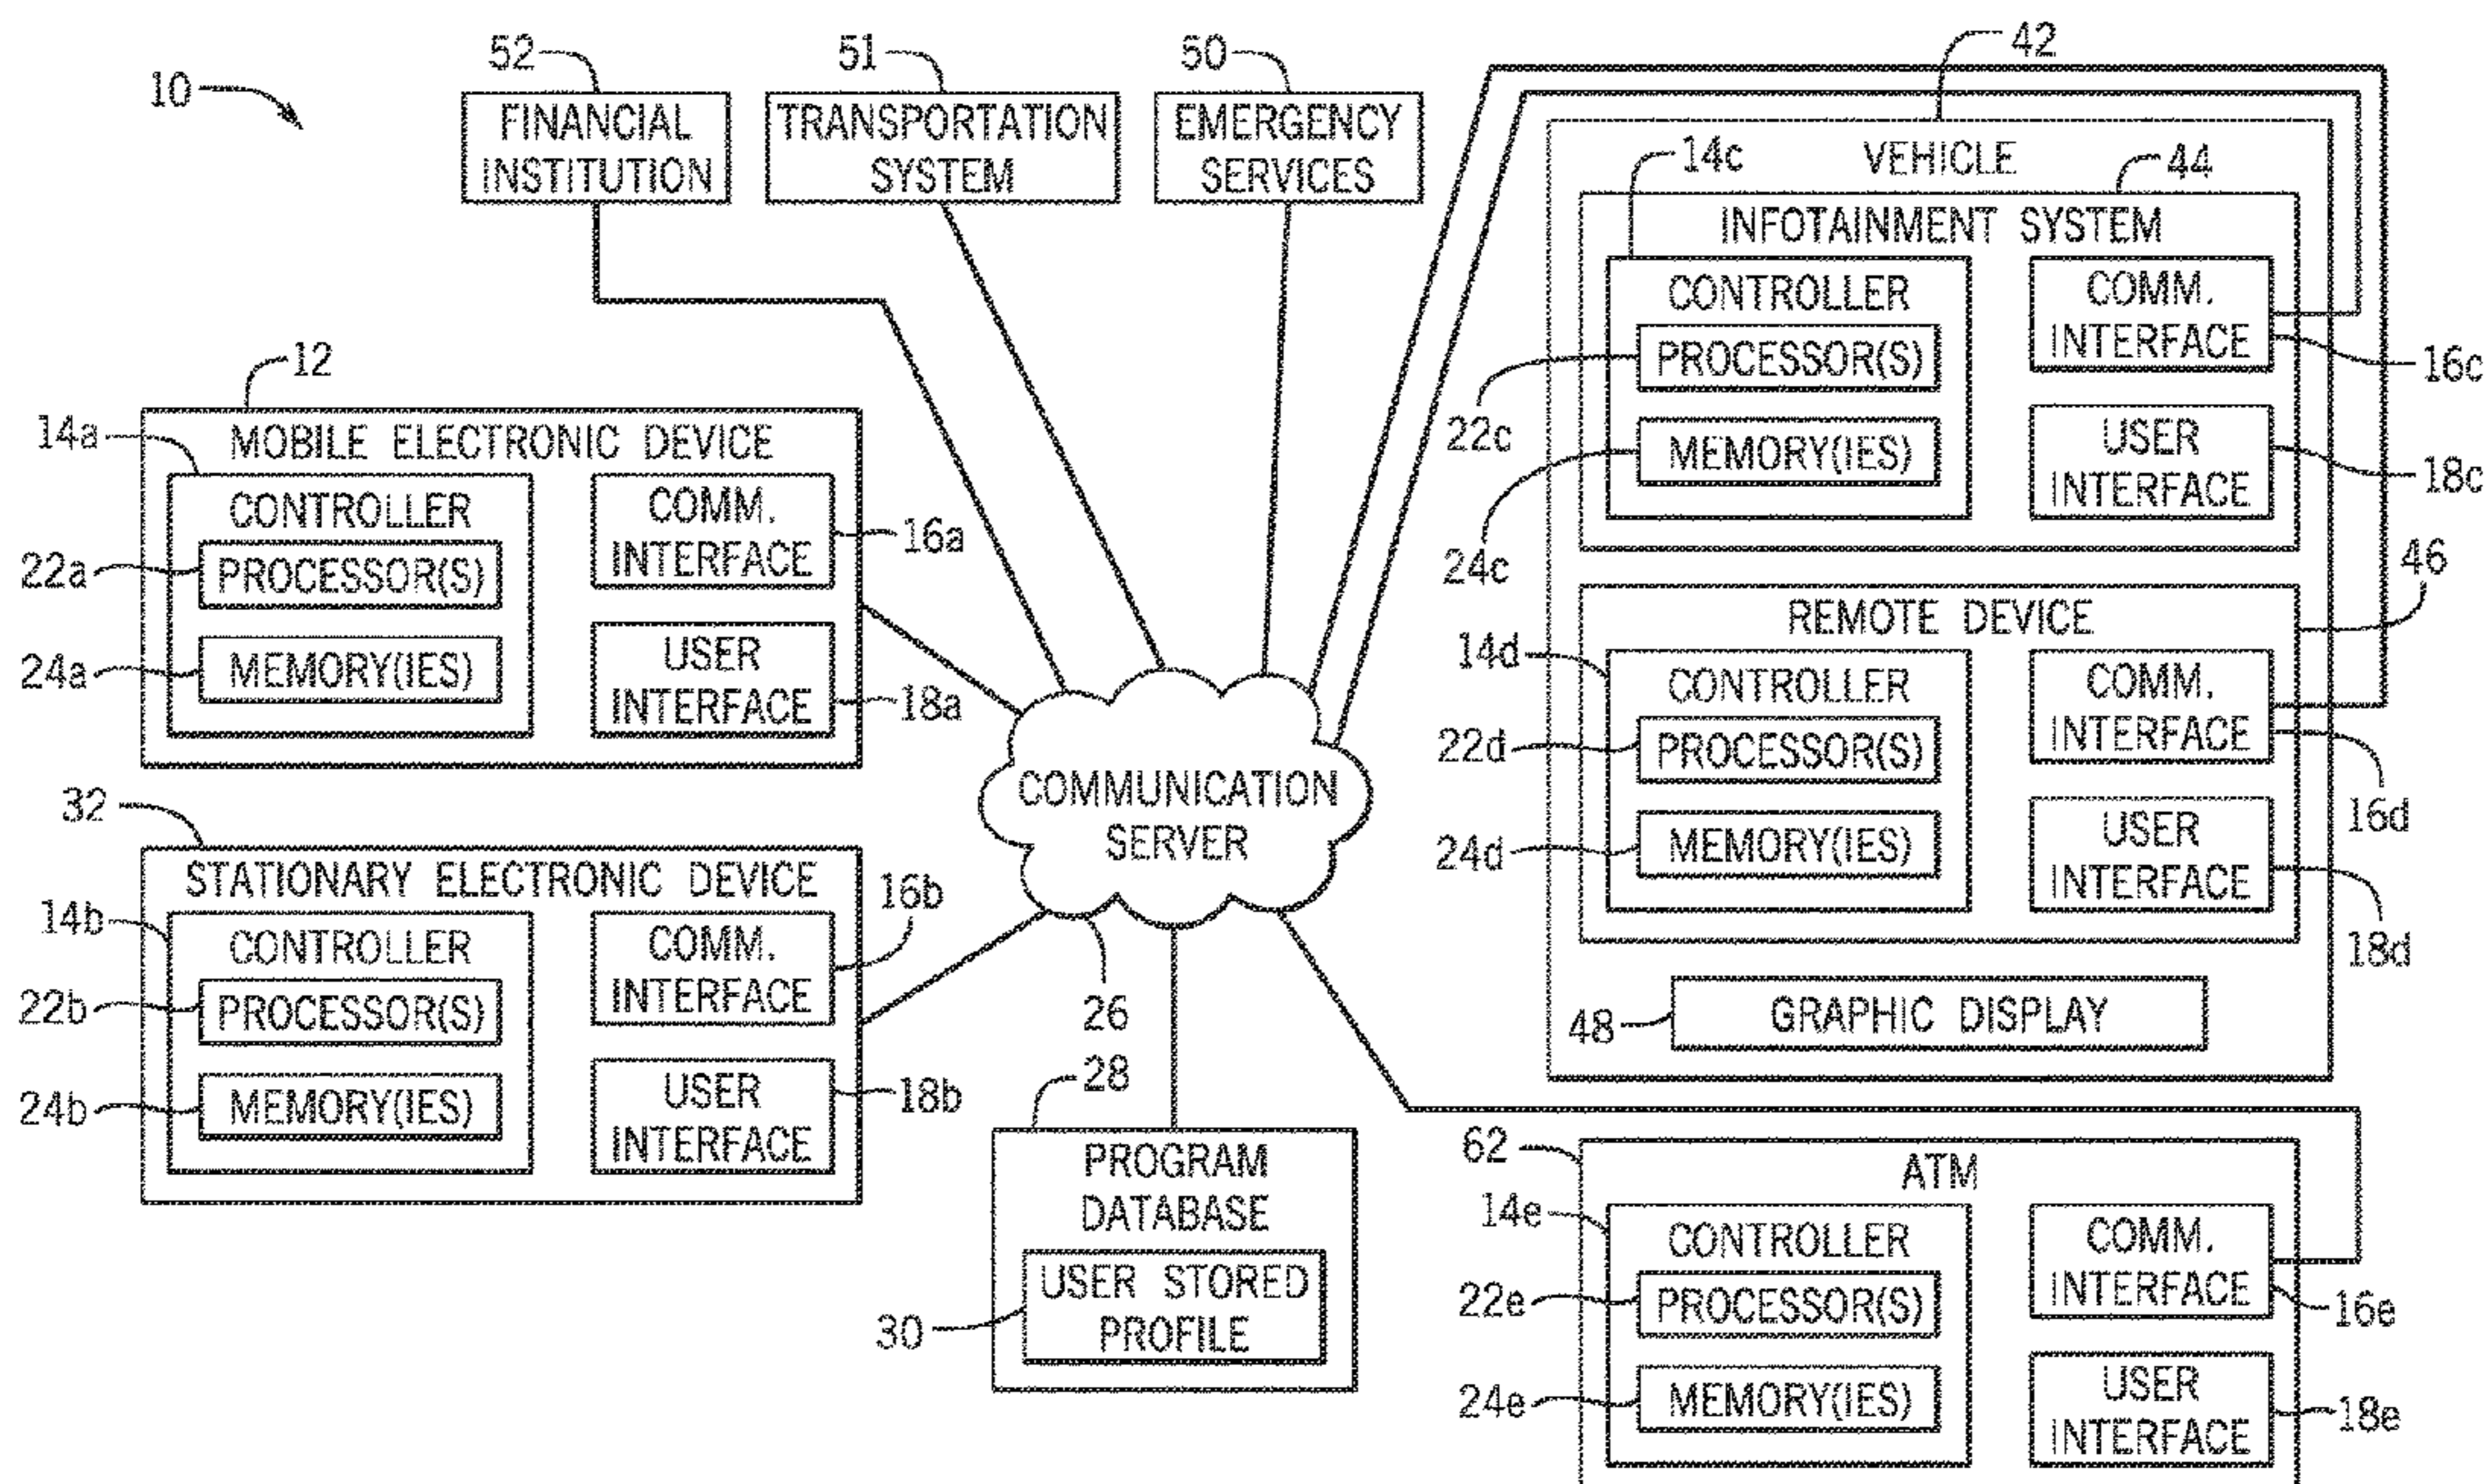 10
52
FINANCIAL
INSTITUTION
51
TRANSPORTATION
SYSTEM
50
EMERGENCY
SERVICES
42
VEHICLE
14c
44
INFOTAINMENT SYSTEM
CONTROLLER
PROCESSOR(S)
MEMORY(IES)
22c
24c
COMM.
INTERFACE
16c
USER
INTERFACE
18c
46
REMOTE DEVICE
14d
CONTROLLER
22d
PROCESSOR(S)
24d
MEMORY(IES)
COMM.
INTERFACE
16d
USER
INTERFACE
18d
48
GRAPHIC DISPLAY
12
14a
MOBILE ELECTRONIC DEVICE
CONTROLLER
22a
PROCESSOR(S)
24a
MEMORY(IES)
COMM.
INTERFACE
16a
USER
INTERFACE
18a
COMMUNICATION
SERVER
26
32
STATIONARY ELECTRONIC DEVICE
14b
CONTROLLER
22b
PROCESSOR(S)
24b
MEMORY(IES)
COMM.
INTERFACE
16b
USER
INTERFACE
18b
28
PROGRAM
DATABASE
30
USER STORED
PROFILE
62
ATM
14e
CONTROLLER
22e
PROCESSOR(S)
24e
MEMORY(IES)
COMM.
INTERFACE
16e
USER
INTERFACE
18e